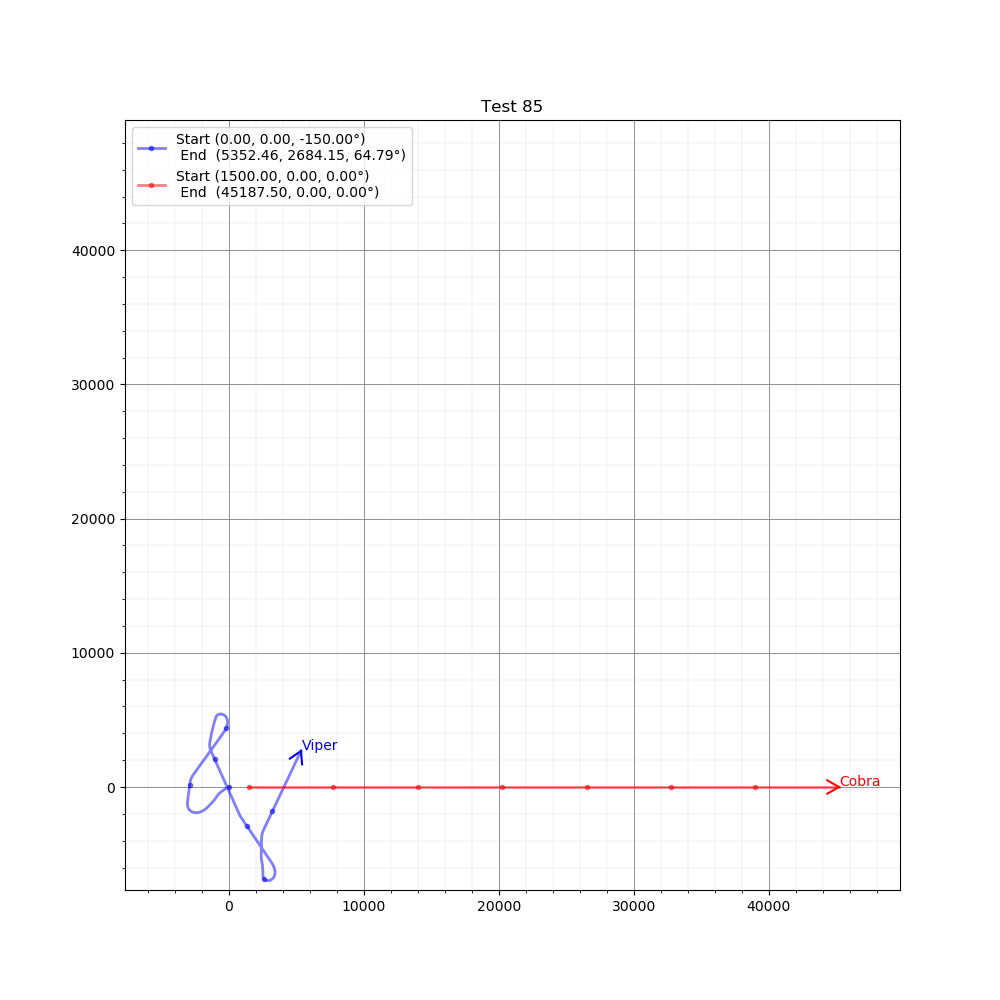 Test 85
Start (0.00, 0.00, -150.00°)
End  (5352.46, 2684.15, 64.79°)
Start (1500.00, 0.00, 0.00°)
End  (45187.50, 0.00, 0.00°)
40000
30000
20000
10000
0
Viper
Cobra
0
10000
20000
30000
40000